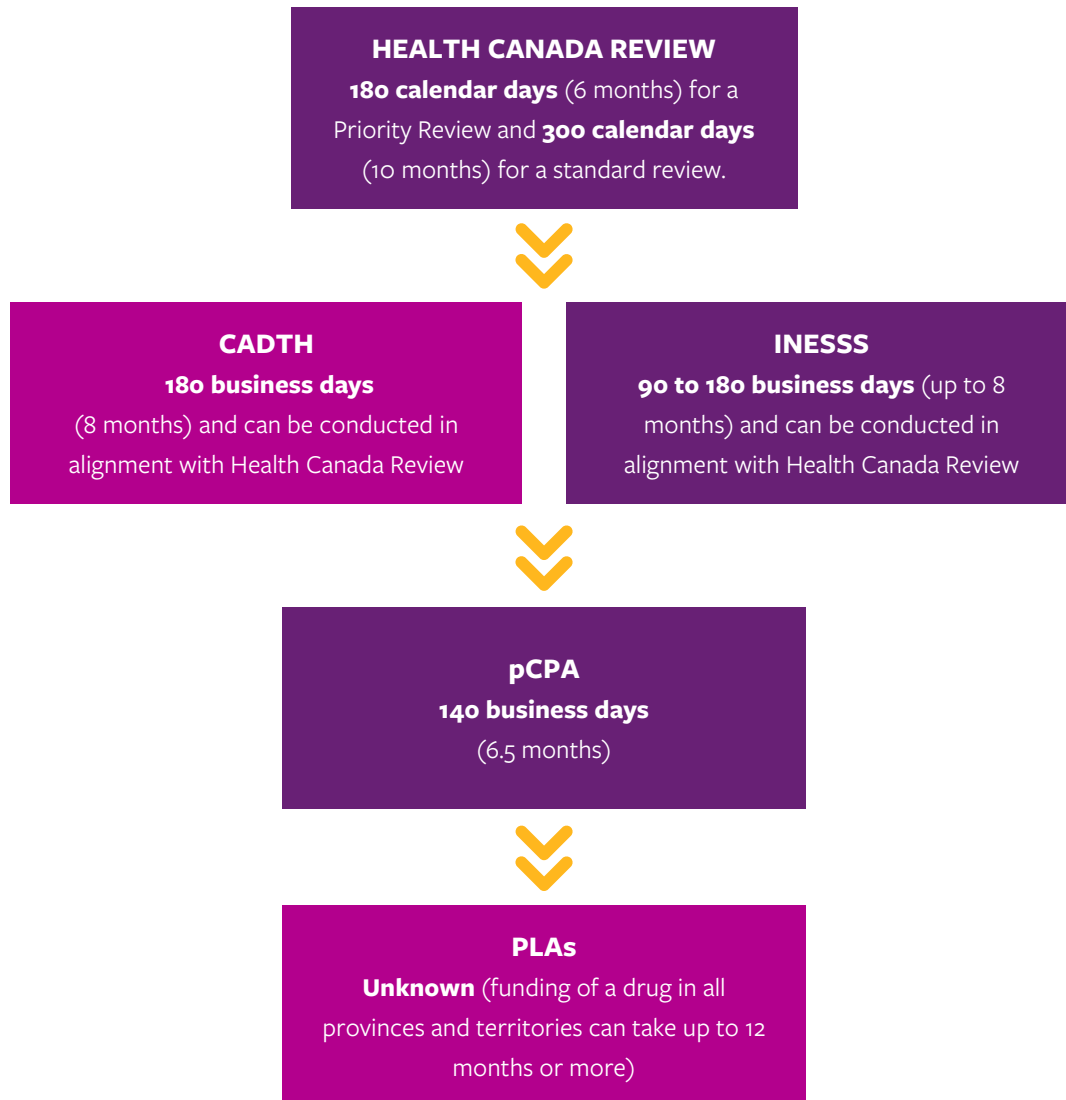 HEALTH CANADA REVIEW
180 calendar days (6 months) for a
Priority Review and 300 calendar days
(10 months) for a standard review.
CADTH
180 business days
(8 months) and can be conducted in
alignment with Health Canada Review
INESSS
90 to 180 business days (up to 8
months) and can be conducted in
alignment with Health Canada Review
pCPA
140 business days
(6.5 months)
PLAs
Unknown (funding of a drug in all
provinces and territories can take up to 12
months or more)